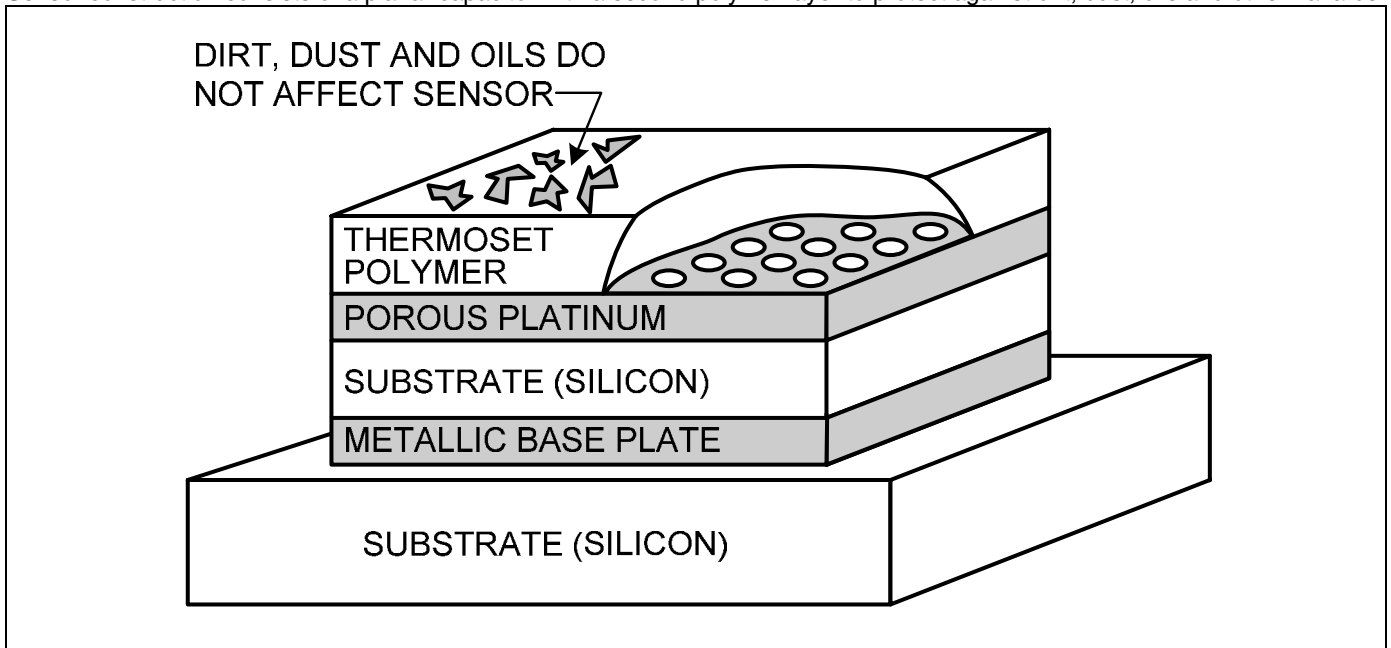 DIRT, DUST AND OILS DO
NOT AFFECT SENSOR
THERMOSET
POLYMER
POROUS PLATINUM
SUBSTRATE (SILICON)
METALLIC BASE PLATE
SUBSTRATE (SILICON)